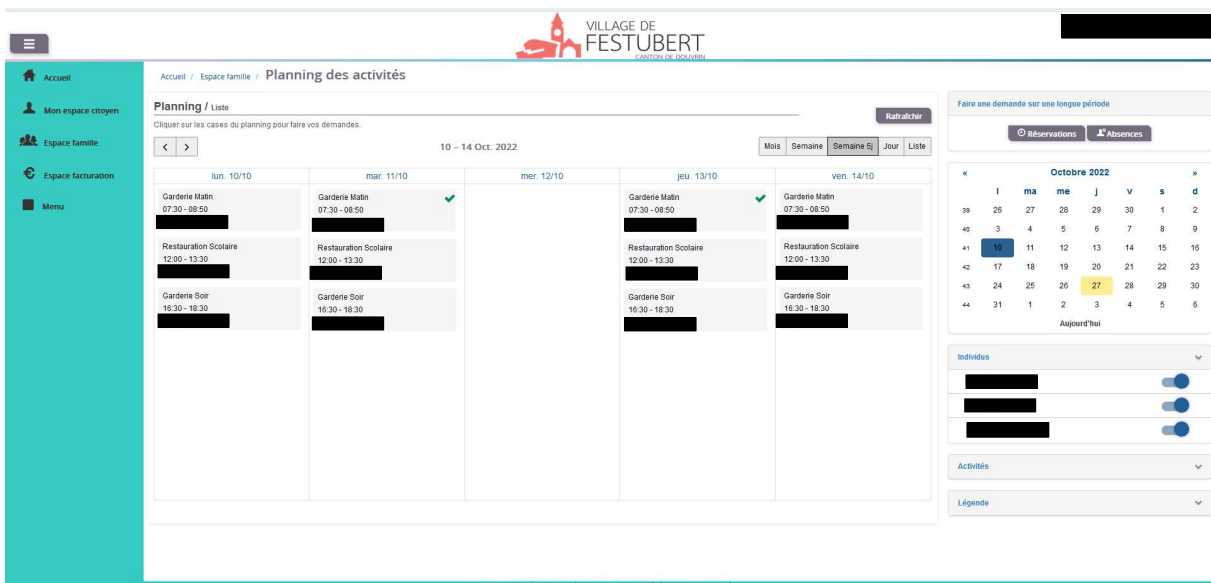 VILLAGE DE
FESTUBERT
CANTON DE DOUVRIN
Accueil
Mon espace citoyen
Espace famille
Espace facturation
Menu
Accueil / Espace famille / Planning des activités
Planning / Liste
Rafraîchir
Cliquer sur les cases du planning pour faire vos demandes.
< >
10 – 14 Oct. 2022
Mois Semaine Semaine 5j Jour Liste
lun. 10/10 mar. 11/10 mer. 12/10 jeu. 13/10 ven. 14/10
Garderie Matin
07:30 - 08:50
Restauration Scolaire
12:00 - 13:30
Garderie Soir
16:30 - 18:30
Garderie Matin
07:30 - 08:50
Restauration Scolaire
12:00 - 13:30
Garderie Soir
16:30 - 18:30
Garderie Matin
07:30 - 08:50
Restauration Scolaire
12:00 - 13:30
Garderie Soir
16:30 - 18:30
Garderie Matin
07:30 - 08:50
Restauration Scolaire
12:00 - 13:30
Garderie Soir
16:30 - 18:30
Faire une demande sur une longue période
Réservations Absences
« Octobre 2022 »
l ma me j v s d
39 26 27 28 29 30 1 2
40 3 4 5 6 7 8 9
41 10 11 12 13 14 15 16
42 17 18 19 20 21 22 23
43 24 25 26 27 28 29 30
44 31 1 2 3 4 5 6
Aujourd'hui
Individus
Activités
Légende